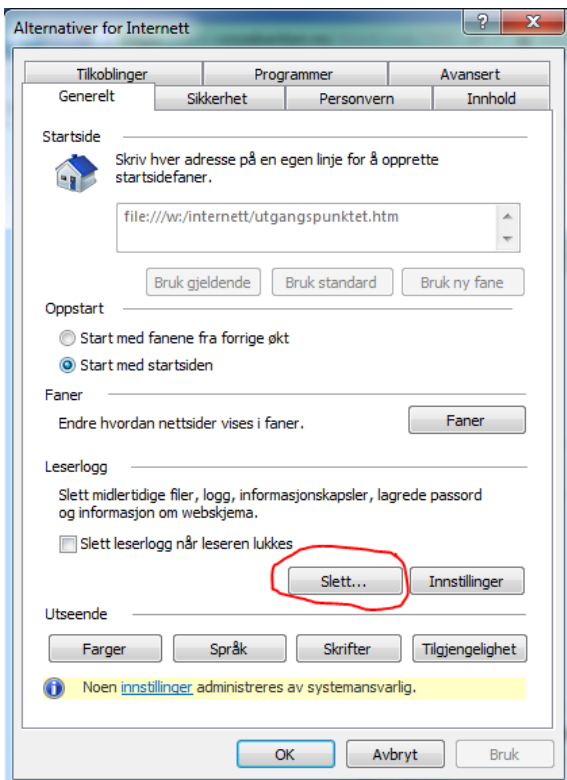 Alternativer for Internett
Tilkoblinger Programmer Avansert
Generelt Sikkerhet Personvern Innhold
Startside
Skriv hver adresse på en egen linje for å opprette
startsidefaner.
file:///w:/internett/utgangspunktet.htm
Bruk gjeldende Bruk standard Bruk ny fane
Oppstart
Start med fanene fra forrige økt
Start med startsiden
Faner
Endre hvordan nettsider vises i faner. Faner
Leserlogg
Slett midlertidige filer, logg, informasjonskapsler, lagrede passord
og informasjon om webskjema.
Slett leserlogg når leseren lukkes
Slett... Innstillinger
Utseende
Farger Språk Skrifter Tilgjengelighet
Noen innstillinger administreres av systemansvarlig.
OK Avbryt Bruk